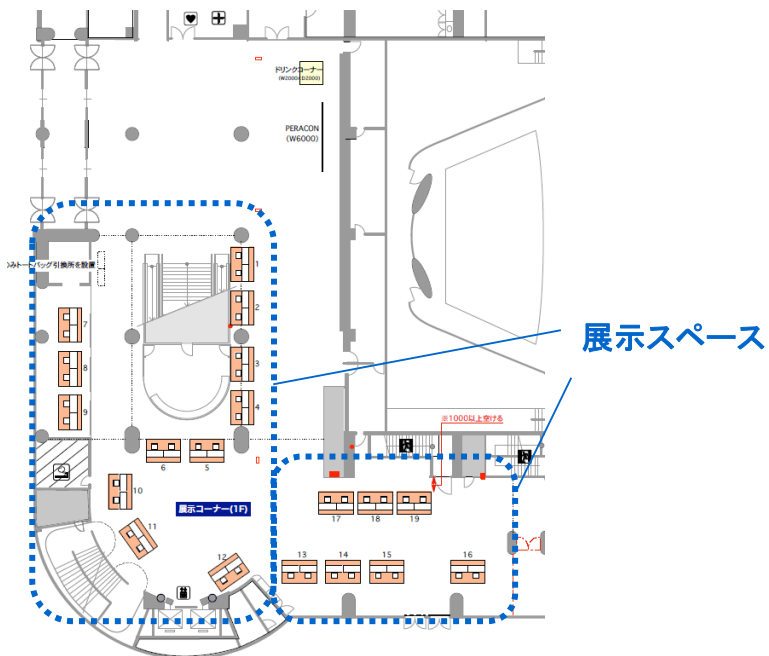 ドリンクコーナー
(W2000×D2000)
PERACON
(W6000)
みトートバッグ引換所を設置
1
2
3
4
7
8
9
展示スペース
※1000以上空ける
6
5
10
展示コーナー(1F)
11
12
17
18
19
13
14
15
16